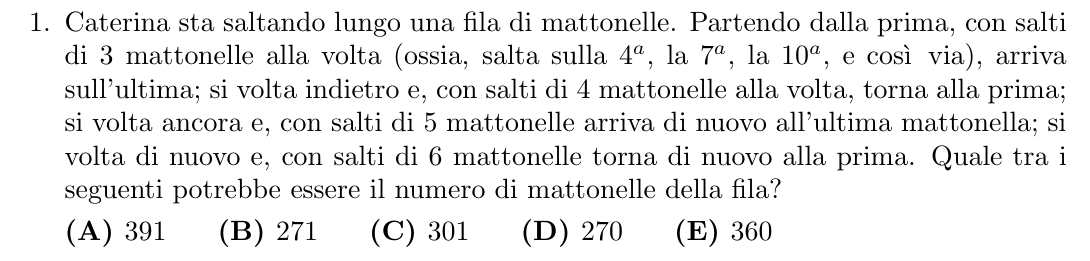 1. Caterina sta saltando lungo una fila di mattonelle. Partendo dalla prima, con salti
di 3 mattonelle alla volta (ossia, salta sulla 4ª, la 7ª, la 10ª, e così via), arriva
sull'ultima; si volta indietro e, con salti di 4 mattonelle alla volta, torna alla prima;
si volta ancora e, con salti di 5 mattonelle arriva di nuovo all'ultima mattonella; si
volta di nuovo e, con salti di 6 mattonelle torna di nuovo alla prima. Quale tra i
seguenti potrebbe essere il numero di mattonelle della fila?
(A) 391 (B) 271 (C) 301 (D) 270 (E) 360